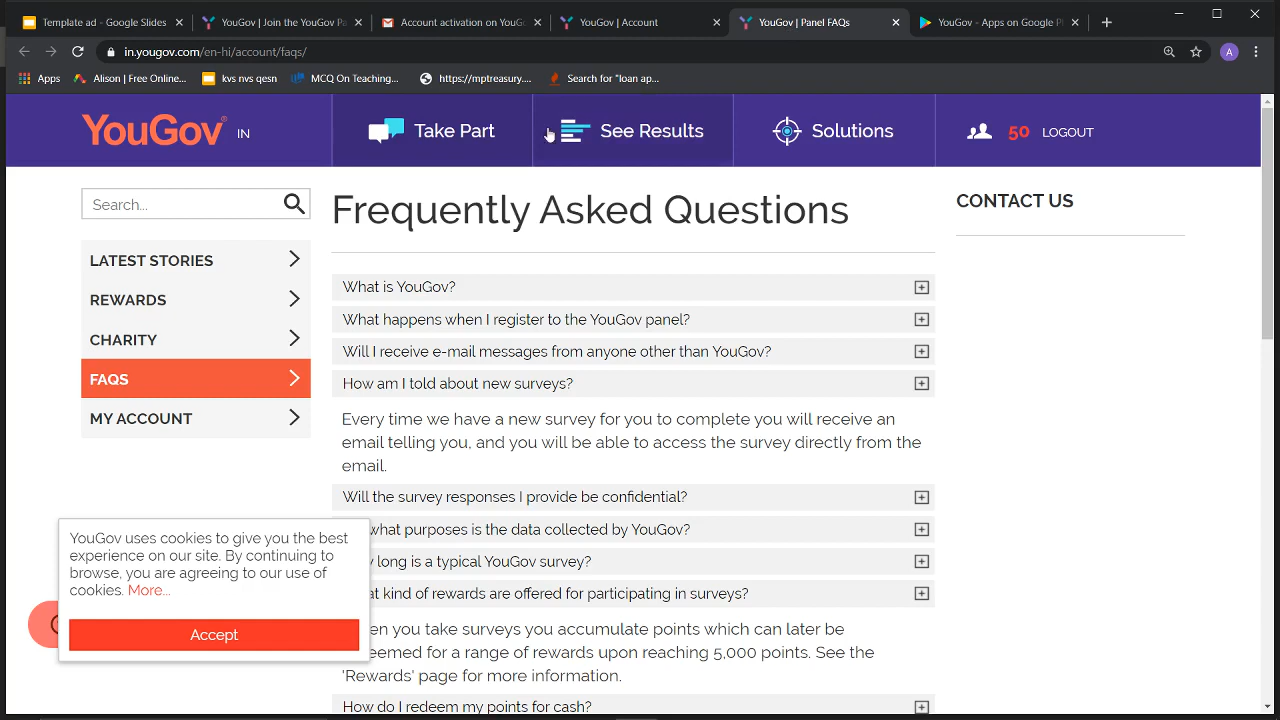 Template ad - Google Slides
YouGov | Join the YouGov Pa
Account activation on YouG
YouGov | Account
YouGov | Panel FAQs
YouGov - Apps on Google P
in.yougov.com/en-hi/account/faqs/
A
Apps
Alison | Free Online...
kvs nvs qesn
MCQ On Teaching...
https://mptreasury....
Search for "loan ap...
YouGov® IN
Take Part
See Results
Solutions
50 LOGOUT
Search...
LATEST STORIES
REWARDS
CHARITY
FAQS
MY ACCOUNT
Frequently Asked Questions
What is YouGov?
What happens when I register to the YouGov panel?
Will I receive e-mail messages from anyone other than YouGov?
How am I told about new surveys?
Every time we have a new survey for you to complete you will receive an
email telling you, and you will be able to access the survey directly from the
email.
Will the survey responses I provide be confidential?
what purposes is the data collected by YouGov?
long is a typical YouGov survey?
kind of rewards are offered for participating in surveys?
you take surveys you accumulate points which can later be
for a range of rewards upon reaching 5,000 points. See the
'Rewards' page for more information.
How do I redeem my points for cash?
CONTACT US
YouGov uses cookies to give you the best
experience on our site. By continuing to
browse, you are agreeing to our use of
cookies. More...
Accept